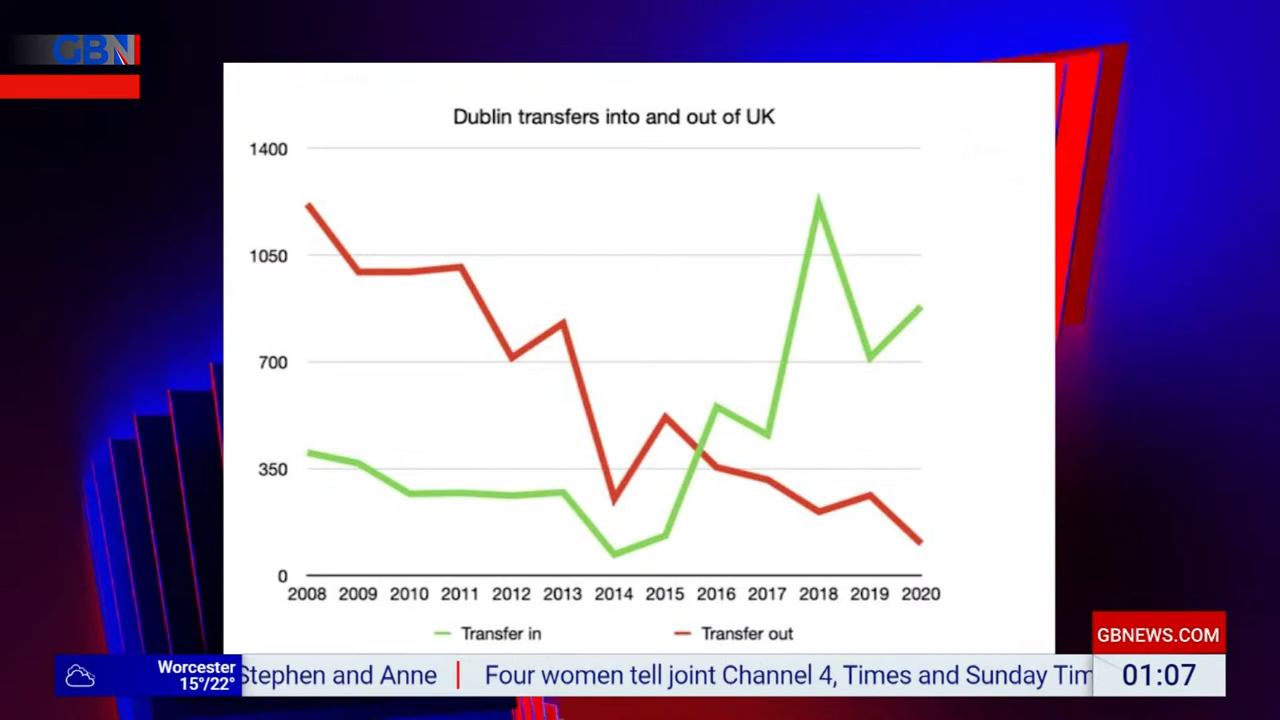 GBN
Dublin transfers into and out of UK
1400
1050
700
350
0
2008 2009 2010 2011 2012 2013 2014 2015 2016 2017 2018 2019 2020
Transfer in Transfer out
GBNEWS.COM
Worcester
15°/22°
Stephen and Anne | Four women tell joint Channel 4, Times and Sunday Tim
01:07